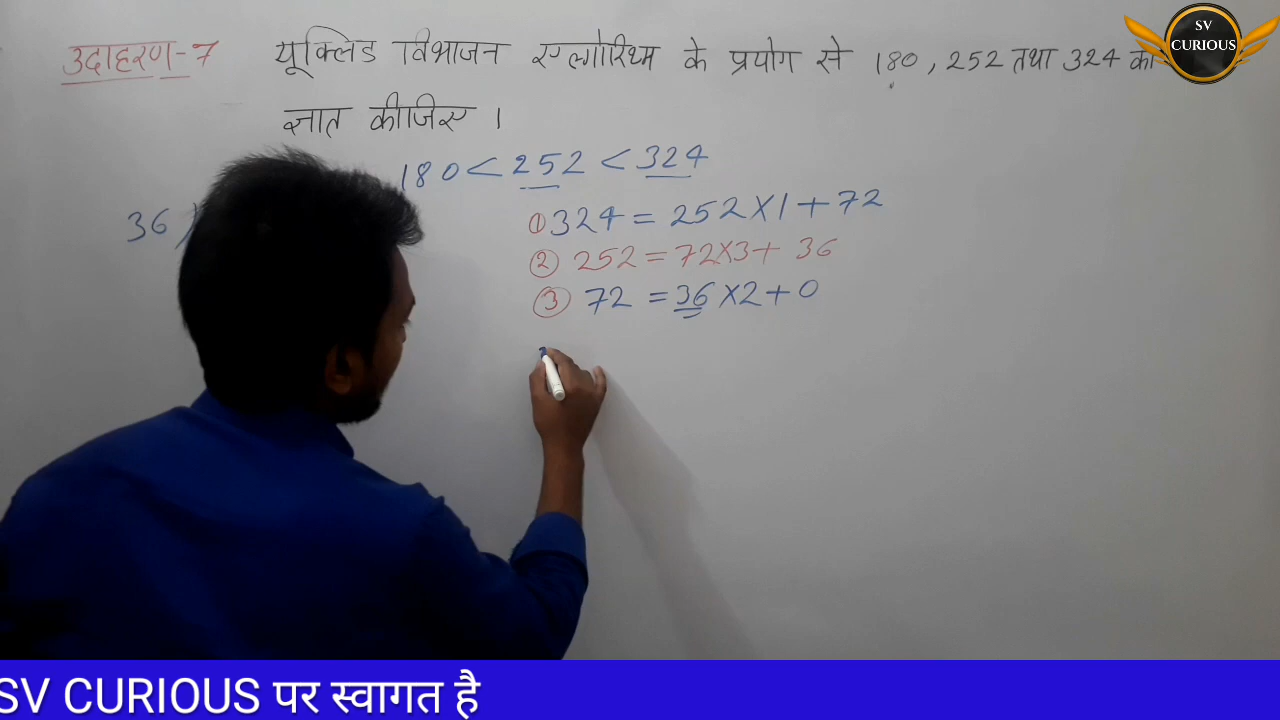 उदाहरण-7 यूक्लिड विभाजन एल्गोरिथ्म के प्रयोग से 180, 252 तथा 324 का
ज्ञात कीजिए ।
180 < 252 < 324
36 )
① 324 = 252 X 1 + 72
② 252 = 72 X 3 + 36
③ 72 = 36 X 2 + 0
SV
CURIOUS
SV CURIOUS पर स्वागत है